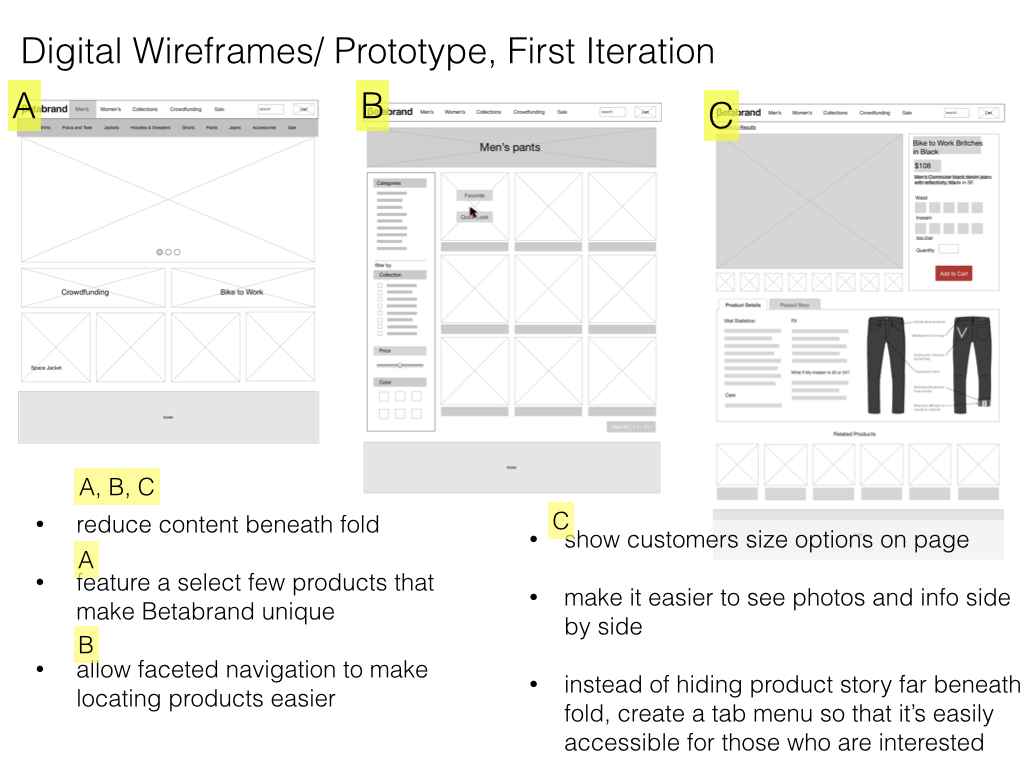 Digital Wireframes/ Prototype, First Iteration
A
Betabrand Men's Women's Collections Crowdfunding Sale search Cart
Shirts Polos and Tees Jackets Hoodies & Sweaters Shorts Pants Jeans Accessories Sale
Crowdfunding Bike to Work
Space Jacket
footer
B
Betabrand Men's Women's Collections Crowdfunding Sale search Cart
Men's pants
Categories
Favorite
Quick Look
filter by
Collection
Price
Color
View All | < 1 / 3 >
footer
C
Betabrand Men's Women's Collections Crowdfunding Sale search Cart
Results
Bike to Work Britches
in Black
$108
Men's Commuter black denim jeans
with reflectivity. Made in SF.
Waist
Inseam
Size Chart
Quantity
Add to Cart
Product Details Product Story
Vital Statistics: Fit
What if My Inseam is 30 or 34?
Care
Related Products
A, B, C
• reduce content beneath fold
A
• feature a select few products that
make Betabrand unique
B
• allow faceted navigation to make
locating products easier
C
• show customers size options on page
• make it easier to see photos and info side
by side
• instead of hiding product story far beneath
fold, create a tab menu so that it's easily
accessible for those who are interested